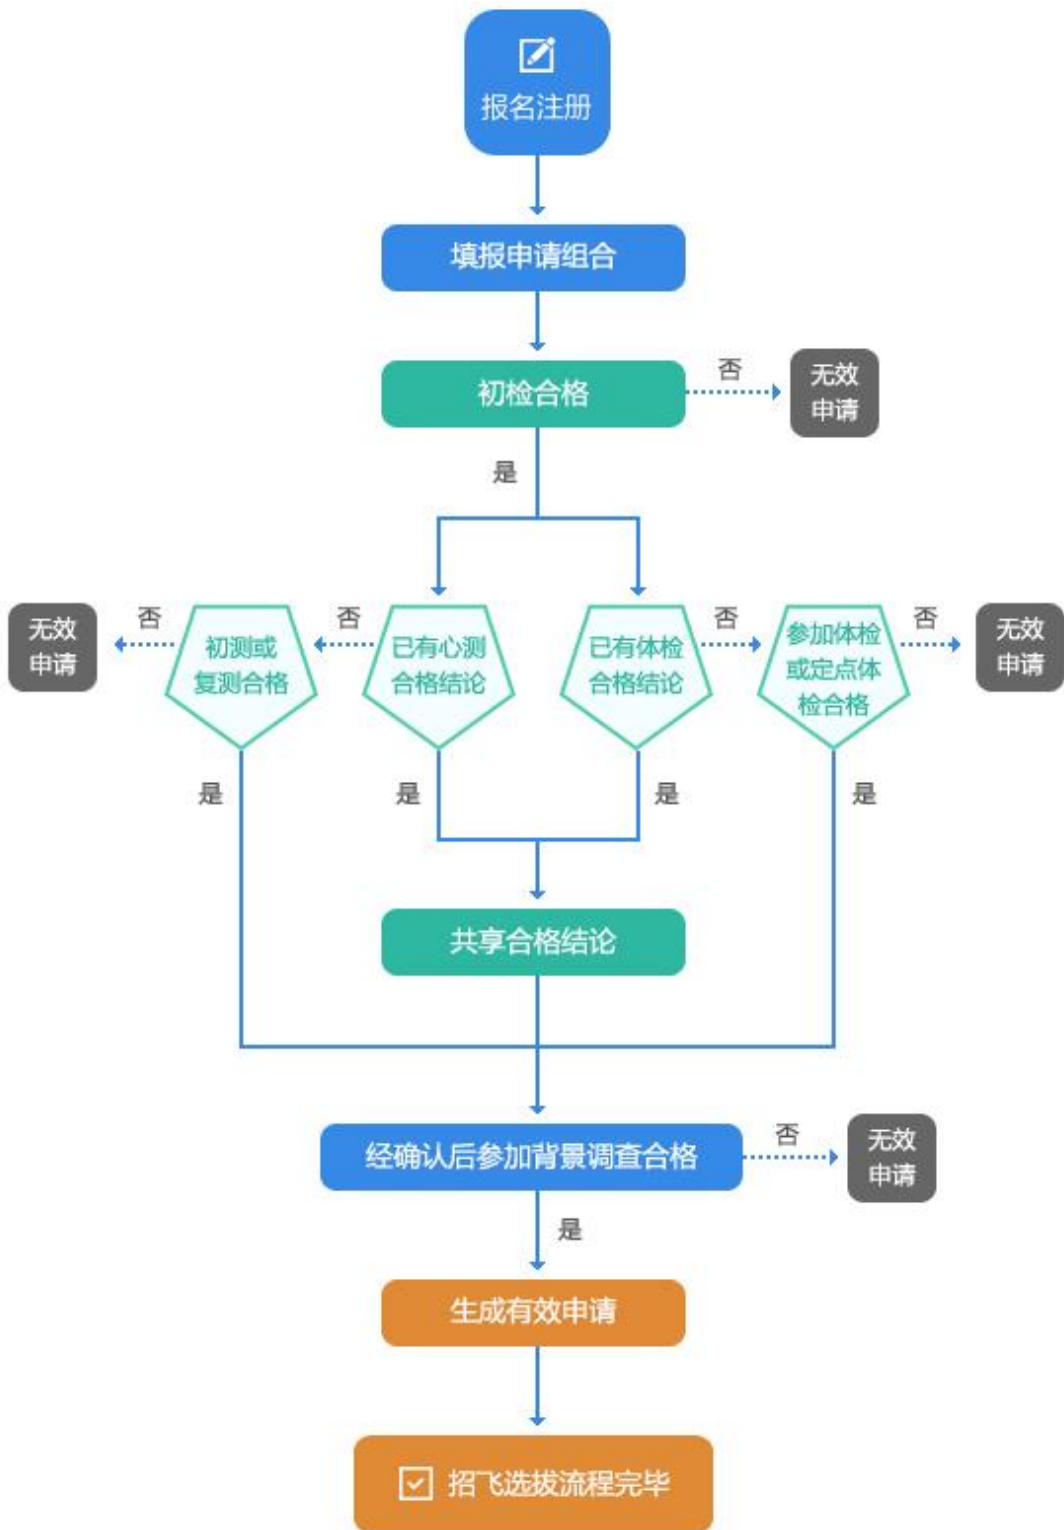 报名注册
填报申请组合
初检合格
否
无效
申请
是
无效
申请
否
初测或
复测合格
否
已有心测
合格结论
已有体检
合格结论
否
参加体检
或定点体
检合格
否
无效
申请
是
是
是
是
共享合格结论
经确认后参加背景调查合格
否
无效
申请
是
生成有效申请
招飞选拔流程完毕